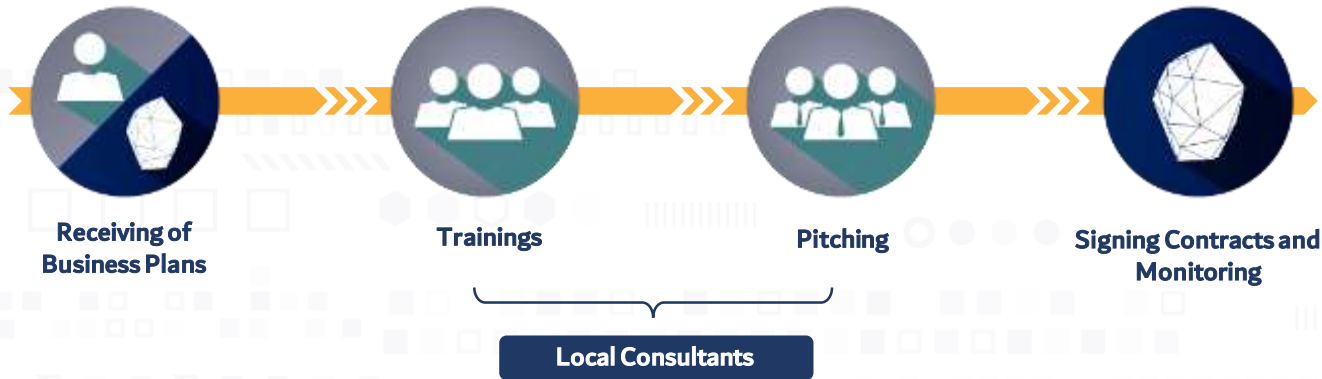 Receiving of
Business Plans
Trainings
Pitching
Signing Contracts and
Monitoring
Local Consultants